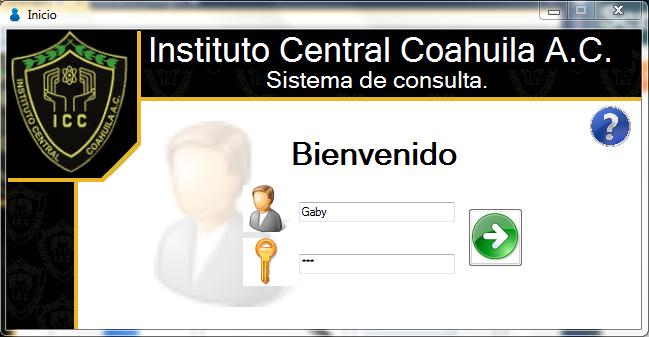 Inicio
Instituto Central Coahuila A.C.
Sistema de consulta.
ICC
INSTITUTO CENTRAL COAHUILA A.C.
?
Bienvenido
Gaby
***